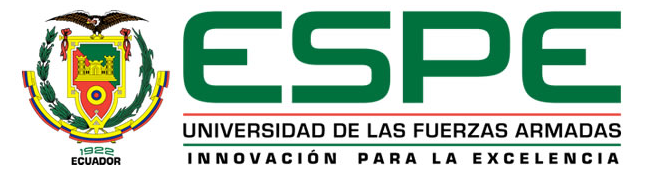 ESPE
UNIVERSIDAD DE LAS FUERZAS ARMADAS
INNOVACIÓN PARA LA EXCELENCIA
1922
ECUADOR